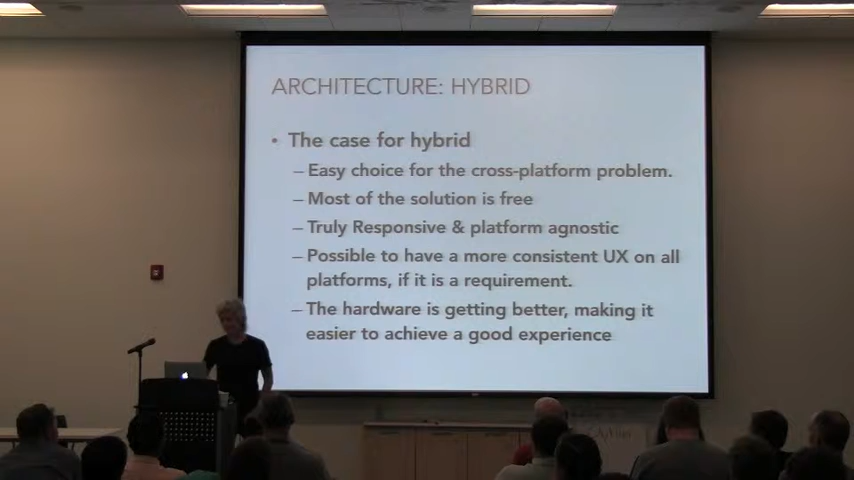 ARCHITECTURE: HYBRID
• The case for hybrid
– Easy choice for the cross-platform problem.
– Most of the solution is free
– Truly Responsive & platform agnostic
– Possible to have a more consistent UX on all
platforms, if it is a requirement.
– The hardware is getting better, making it
easier to achieve a good experience